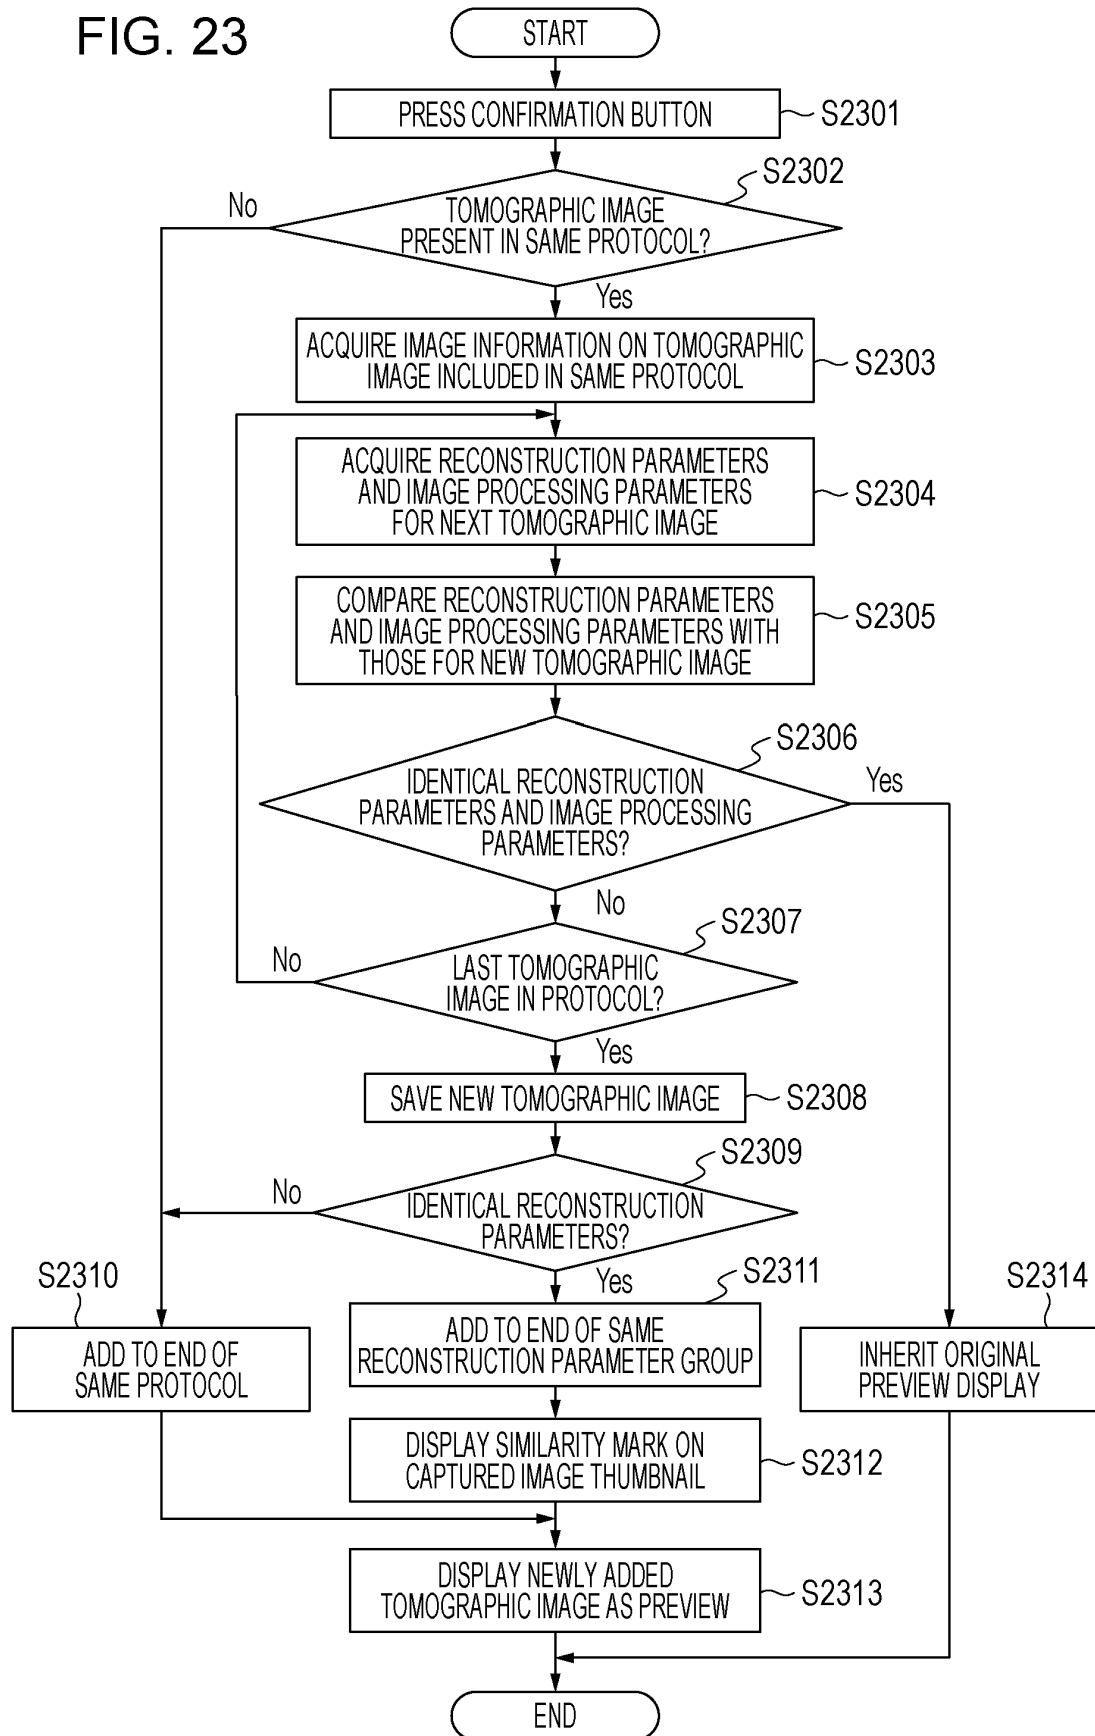 FIG. 23
START
PRESS CONFIRMATION BUTTON
S2301
S2302
No
TOMOGRAPHIC IMAGE
PRESENT IN SAME PROTOCOL?
Yes
ACQUIRE IMAGE INFORMATION ON TOMOGRAPHIC
IMAGE INCLUDED IN SAME PROTOCOL
S2303
ACQUIRE RECONSTRUCTION PARAMETERS
AND IMAGE PROCESSING PARAMETERS
FOR NEXT TOMOGRAPHIC IMAGE
S2304
COMPARE RECONSTRUCTION PARAMETERS
AND IMAGE PROCESSING PARAMETERS WITH
THOSE FOR NEW TOMOGRAPHIC IMAGE
S2305
S2306
IDENTICAL RECONSTRUCTION
PARAMETERS AND IMAGE PROCESSING
PARAMETERS?
Yes
No
S2307
No
LAST TOMOGRAPHIC
IMAGE IN PROTOCOL?
Yes
SAVE NEW TOMOGRAPHIC IMAGE
S2308
S2309
No
IDENTICAL RECONSTRUCTION
PARAMETERS?
Yes
S2310
S2311
S2314
ADD TO END OF
SAME PROTOCOL
ADD TO END OF SAME
RECONSTRUCTION PARAMETER GROUP
INHERIT ORIGINAL
PREVIEW DISPLAY
DISPLAY SIMILARITY MARK ON
CAPTURED IMAGE THUMBNAIL
S2312
DISPLAY NEWLY ADDED
TOMOGRAPHIC IMAGE AS PREVIEW
S2313
END